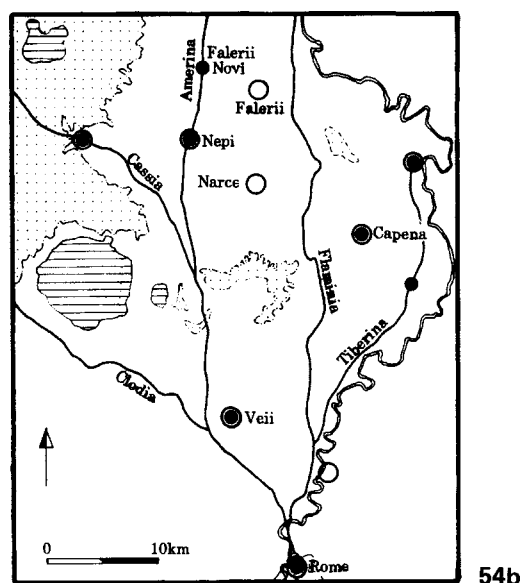 Amerina
Falerii
Novi
Falerii
Nepi
Cassia
Narce
Capena
Flaminia
Tiberina
Clodia
Veii
0 10km
Rome
54b